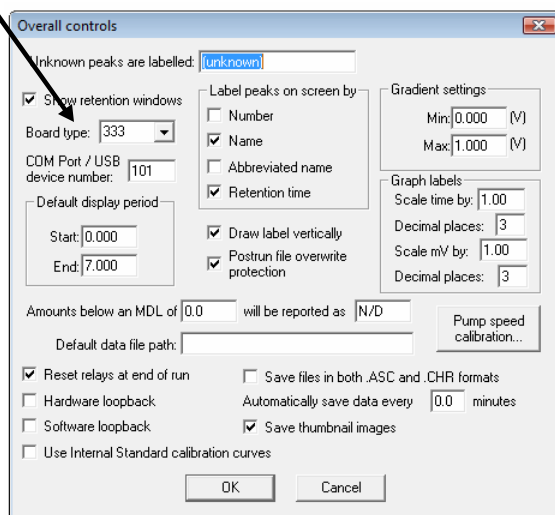 Overall controls
Unknown peaks are labelled: (unknown)
Show retention windows
Board type: 333
COM Port / USB
device number: 101
Default display period
Start: 0.000
End: 7.000
Label peaks on screen by
Number
Name
Abbreviated name
Retention time
Draw label vertically
Postrun file overwrite
protection
Gradient settings
Min: 0.000 (V)
Max: 1.000 (V)
Graph labels
Scale time by: 1.00
Decimal places: 3
Scale mV by: 1.00
Decimal places: 3
Amounts below an MDL of 0.0 will be reported as N/D
Default data file path:
Pump speed
calibration...
Reset relays at end of run
Hardware loopback
Software loopback
Use Internal Standard calibration curves
Save files in both .ASC and .CHR formats
Automatically save data every 0.0 minutes
Save thumbnail images
OK Cancel